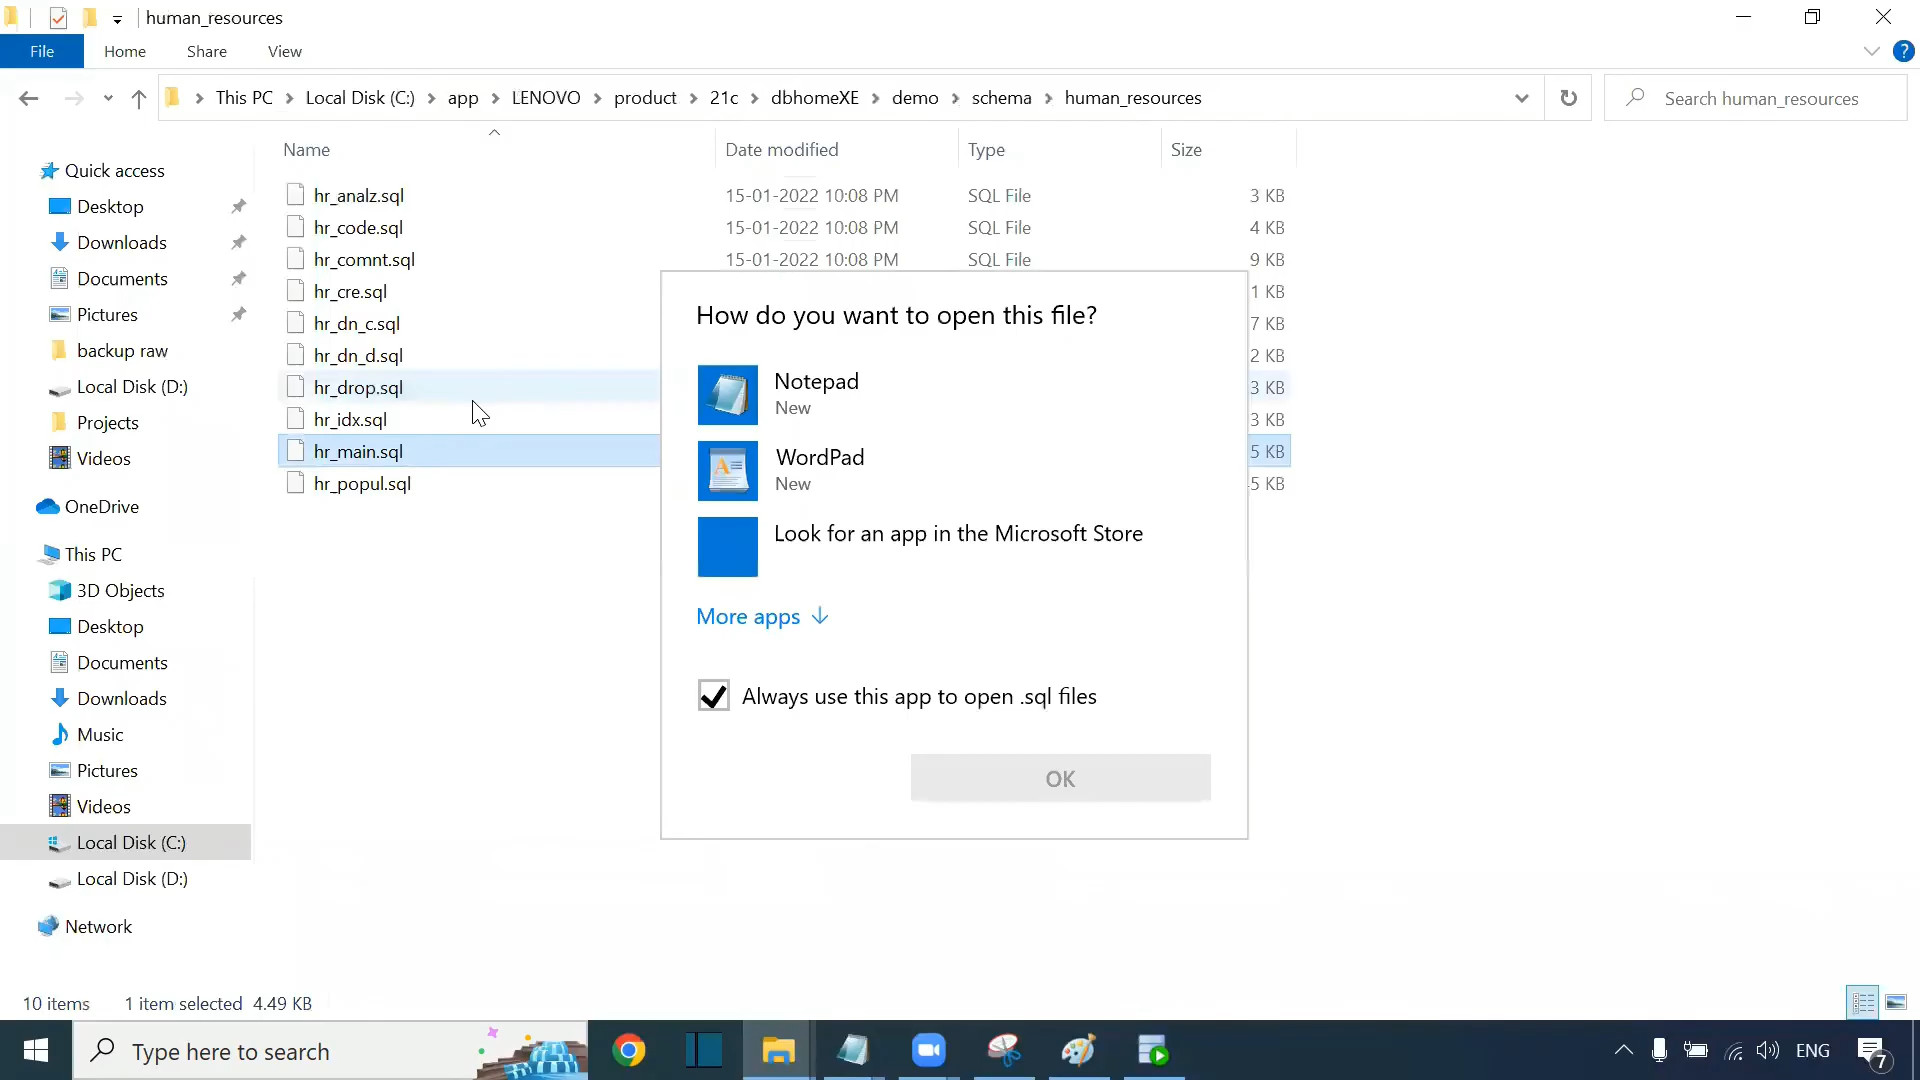 human_resources
File Home Share View
This PC Local Disk (C:) app LENOVO product 21c dbhomeXE demo schema human_resources
Search human_resources
Name Date modified Type Size
Quick access
Desktop
Downloads
Documents
Pictures
backup raw
Local Disk (D:)
Projects
Videos
OneDrive
This PC
3D Objects
Desktop
Documents
Downloads
Music
Pictures
Videos
Local Disk (C:)
Local Disk (D:)
Network
hr_analz.sql 15-01-2022 10:08 PM SQL File 3 KB
hr_code.sql 15-01-2022 10:08 PM SQL File 4 KB
hr_comnt.sql 15-01-2022 10:08 PM SQL File 9 KB
hr_cre.sql 1 KB
hr_dn_c.sql 7 KB
hr_dn_d.sql 2 KB
hr_drop.sql 3 KB
hr_idx.sql 3 KB
hr_main.sql 5 KB
hr_popul.sql 5 KB
How do you want to open this file?
Notepad
New
WordPad
New
Look for an app in the Microsoft Store
More apps
Always use this app to open .sql files
OK
10 items 1 item selected 4.49 KB
Type here to search
ENG
7